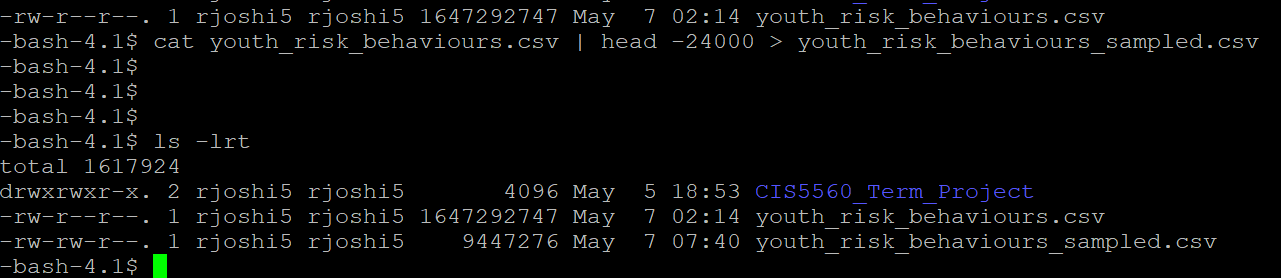 -rw-r--r--. 1 rjoshi5 rjoshi5 1647292747 May  7 02:14 youth_risk_behaviours.csv
-bash-4.1$ cat youth_risk_behaviours.csv | head -24000 > youth_risk_behaviours_sampled.csv
-bash-4.1$
-bash-4.1$
-bash-4.1$
-bash-4.1$ ls -lrt
total 1617924
drwxrwxr-x. 2 rjoshi5 rjoshi5       4096 May  5 18:53 CIS5560_Term_Project
-rw-r--r--. 1 rjoshi5 rjoshi5 1647292747 May  7 02:14 youth_risk_behaviours.csv
-rw-rw-r--. 1 rjoshi5 rjoshi5    9447276 May  7 07:40 youth_risk_behaviours_sampled.csv
-bash-4.1$